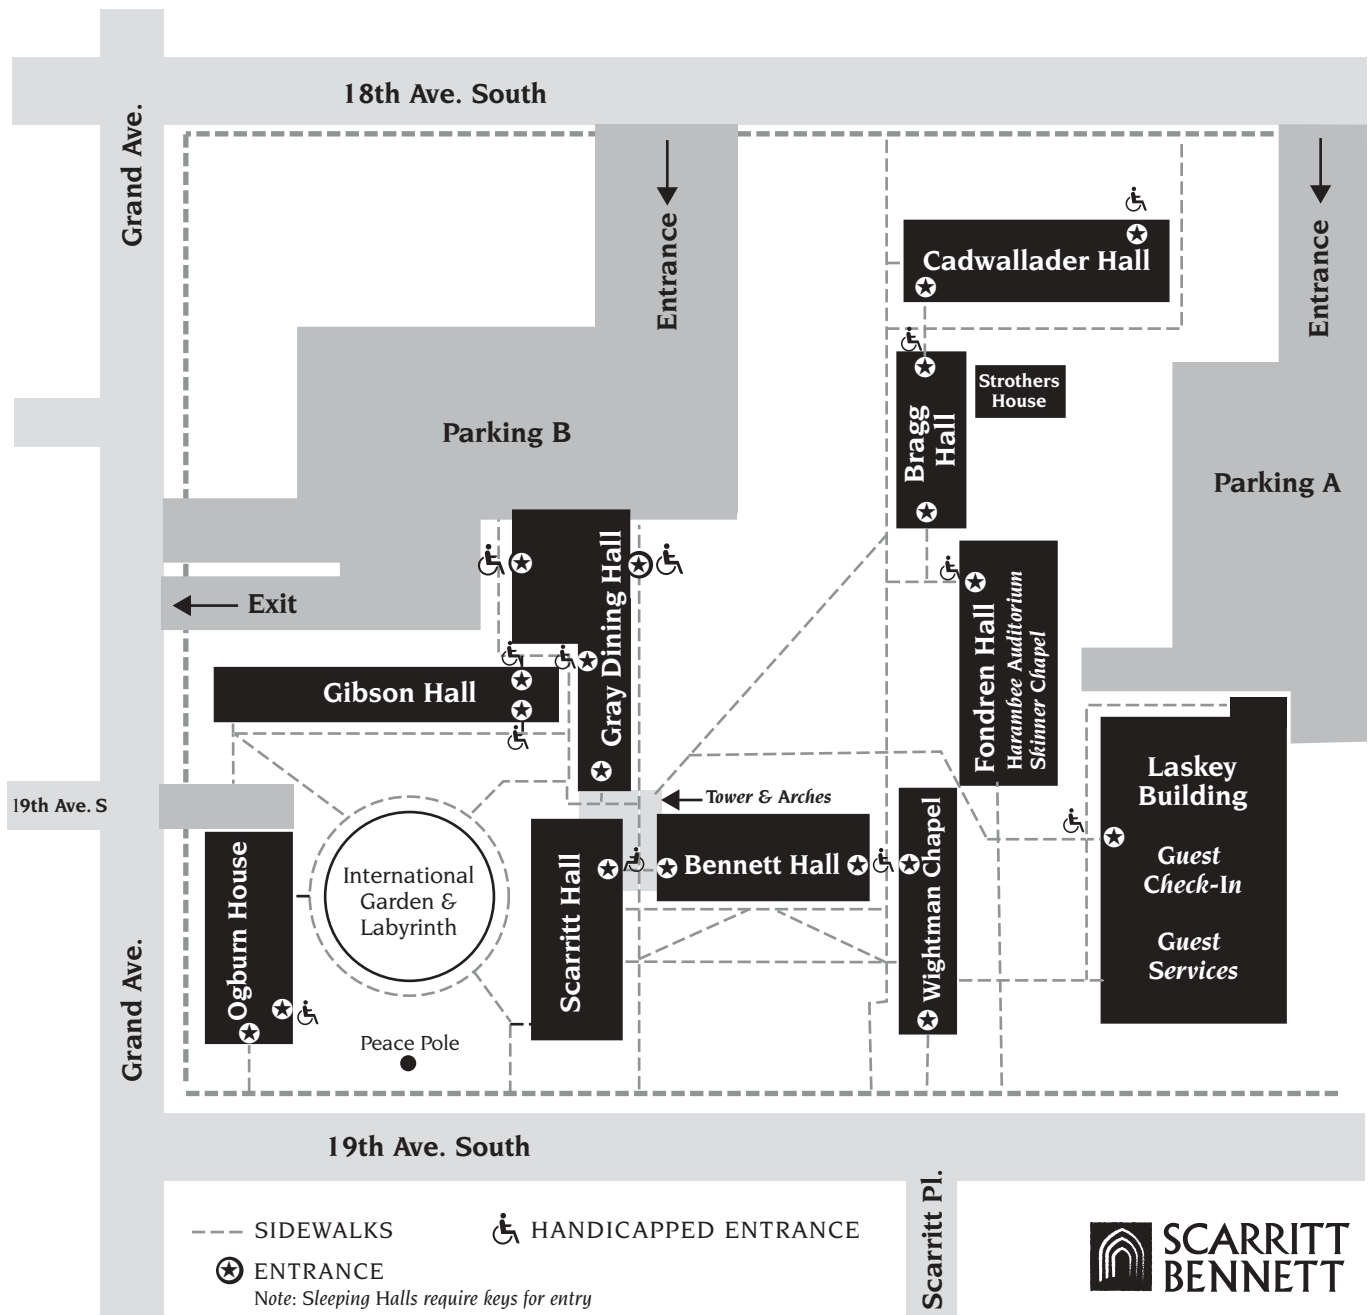 18th Ave. South
Grand Ave.
Entrance
Entrance
Cadwallader Hall
Strothers
House
Bragg
Hall
Parking B
Parking A
Exit
Gray Dining Hall
Gibson Hall
Fondren Hall
Harambee Auditorium
Skinner Chapel
19th Ave. S
Tower & Arches
Laskey
Building
Guest
Check-In
Guest
Services
Ogburn House
International
Garden &
Labyrinth
Scarritt Hall
Bennett Hall
Wightman Chapel
Grand Ave.
Peace Pole
19th Ave. South
Scarritt Pl.
SIDEWALKS
HANDICAPPED ENTRANCE
ENTRANCE
Note: Sleeping Halls require keys for entry
SCARRITT
BENNETT